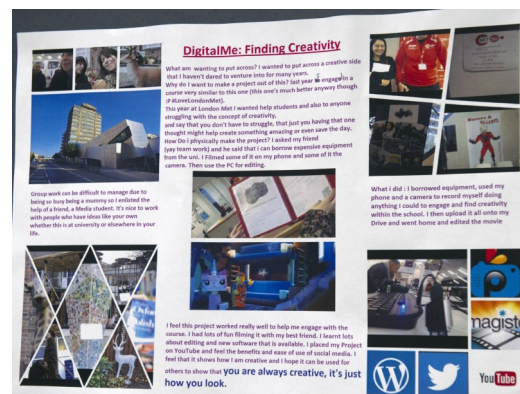 DigitalMe: Finding Creativity
What am wanting to put across? I wanted to put across a creative side
that I haven't dared to venture into for many years.
Why do I want to make a project out of this? last year I engaged in a
course very similar to this one (this one's much better anyway though
:P #LoveLondonMet).
This year at London Met I wanted help students and also to anyone
struggling with the concept of creativity,
and say that you don't have to struggle, that just you having that one
thought might help create something amazing or even save the day.
How Do I physically make the project? I asked my friend
(yay team work) and he said that I can borrow expensive equipment
from the uni. I Filmed some of it on my phone and some of it the
camera. Then use the PC for editing.
Group work can be difficult to manage due to
being so busy being a mummy so I enlisted the
help of a friend, a Media student. It's nice to work
with people who have ideas like your own
whether this is at university or elsewhere in your
life.
I feel this project worked really well to help me engage with the
course. I had lots of fun filming it with my best friend. I learnt lots
about editing and new software that is available. I placed my Project
on YouTube and feel the benefits and ease of use of social media. I
feel that it shows how I am creative and I hope it can be used for
others to show that you are always creative, it's just
how you look.
What i did : I borrowed equipment, used my
phone and a camera to record myself doing
anything I could to engage and find creativity
within the school. I then upload it all onto my
Drive and went home and edited the movie
magist
You Tube